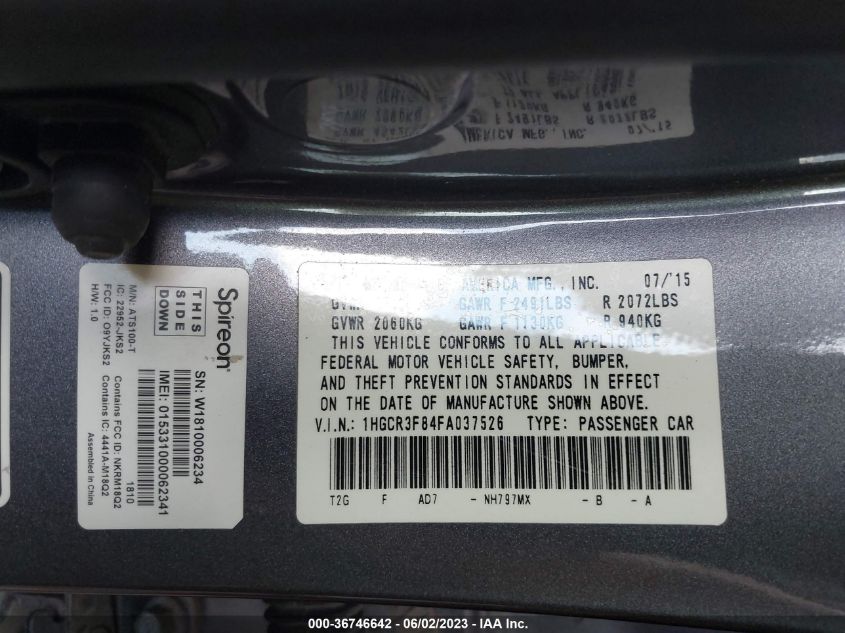 AMERICA MFG., INC. 07/'15
GAWR F 2491LBS R 2072LBS
GVWR 2060KG GAWR F 1130KG R 940KG
THIS VEHICLE CONFORMS TO ALL APPLICABLE
FEDERAL MOTOR VEHICLE SAFETY, BUMPER,
AND THEFT PREVENTION STANDARDS IN EFFECT
ON THE DATE OF MANUFACTURE SHOWN ABOVE.
V.I.N.: 1HGCR3F84FA037526 TYPE: PASSENGER CAR
T2G F AD7 - NH797MX - B - A
Spireon
THIS
SIDE
DOWN
M/N: ATS100-T
IC: 22952-JKS2
FCC ID: O9YJKS2
H/W: 1.0
SN: W1810006234
IMEI: 015331000062341
1810
Contains FCC ID: NKRM18Q2
Contains IC: 4441A-M18Q2
Assembled in China
000-36746642 - 06/02/2023 - IAA Inc.